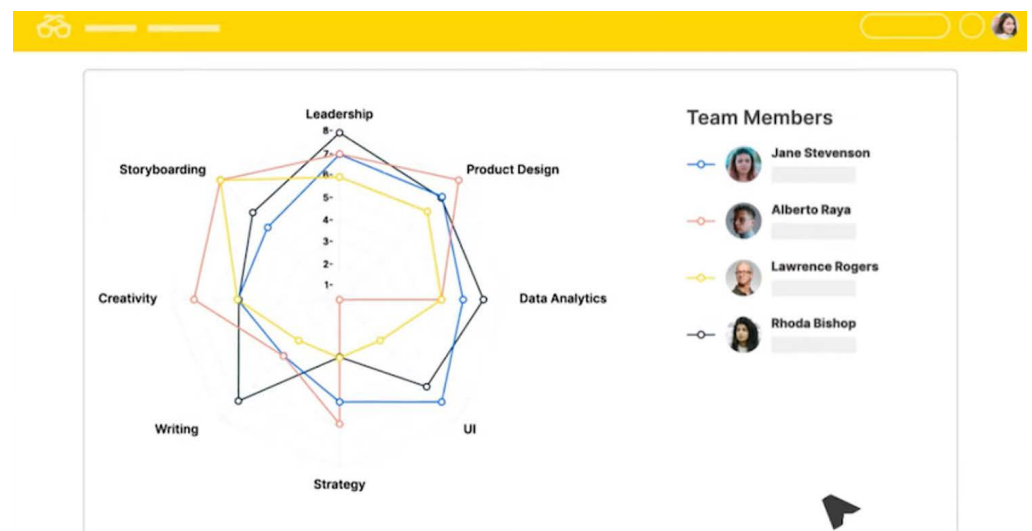 Leadership
8-
7-
6-
5-
4-
3-
2-
1-
Storyboarding
Product Design
Creativity
Data Analytics
Writing
UI
Strategy
Team Members
Jane Stevenson
Alberto Raya
Lawrence Rogers
Rhoda Bishop